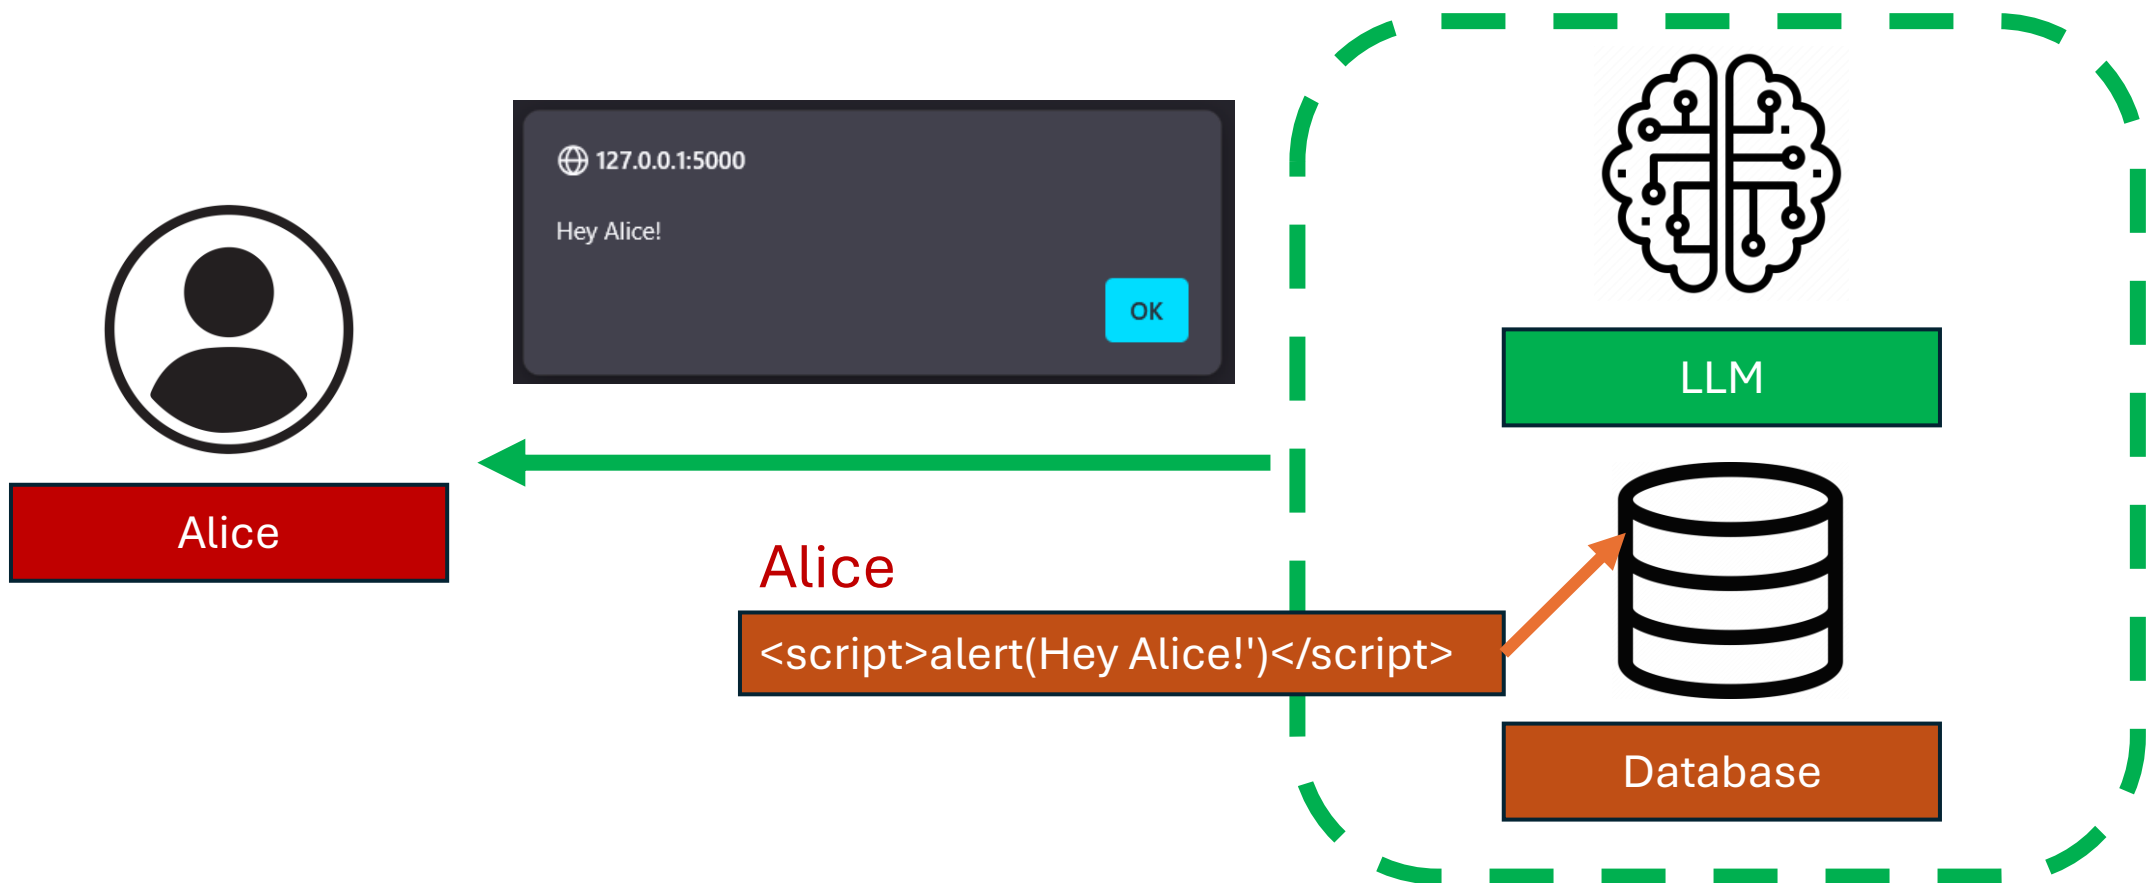 127.0.0.1:5000
Hey Alice!
OK
LLM
Alice
Alice
<script>alert(Hey Alice!')</script>
Database